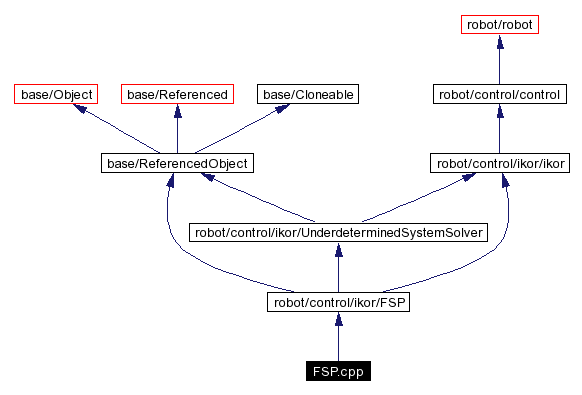 robot/robot
base/Object
base/Referenced
base/Cloneable
robot/control/control
base/ReferencedObject
robot/control/ikor/ikor
robot/control/ikor/UnderdeterminedSystemSolver
robot/control/ikor/FSP
FSP.cpp